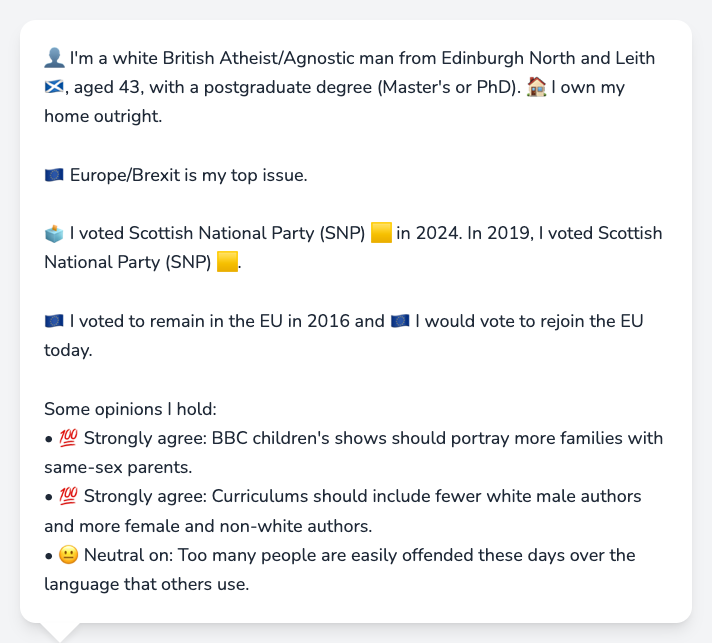 👤 I'm a white British Atheist/Agnostic man from Edinburgh North and Leith
🏴󠁧󠁢󠁳󠁣󠁴󠁿, aged 43, with a postgraduate degree (Master's or PhD). 🏠 I own my
home outright.
🇪🇺 Europe/Brexit is my top issue.
🗳️ I voted Scottish National Party (SNP) 🟨 in 2024. In 2019, I voted Scottish
National Party (SNP) 🟨.
🇪🇺 I voted to remain in the EU in 2016 and 🇪🇺 I would vote to rejoin the EU
today.
Some opinions I hold:
• 💯 Strongly agree: BBC children's shows should portray more families with
same-sex parents.
• 💯 Strongly agree: Curriculums should include fewer white male authors
and more female and non-white authors.
• 😐 Neutral on: Too many people are easily offended these days over the
language that others use.